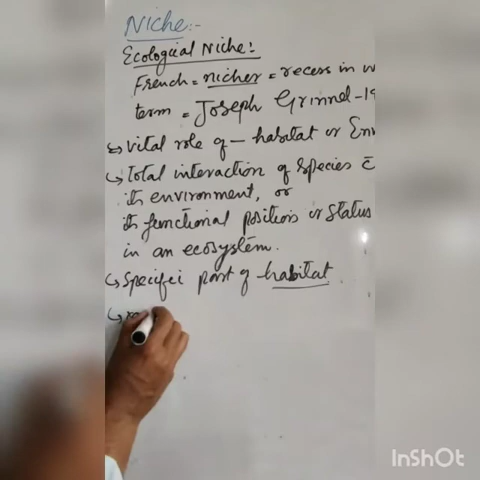 Niche:-
Ecological Niche:
French = nicher = recess in w
term = Joseph Grinnel - 19
vital role of - habitat or Env
Total interaction of Species c̄
its environment, or
its functional position or Status
in an ecosystem.
Specifei part of habitat
InShOt